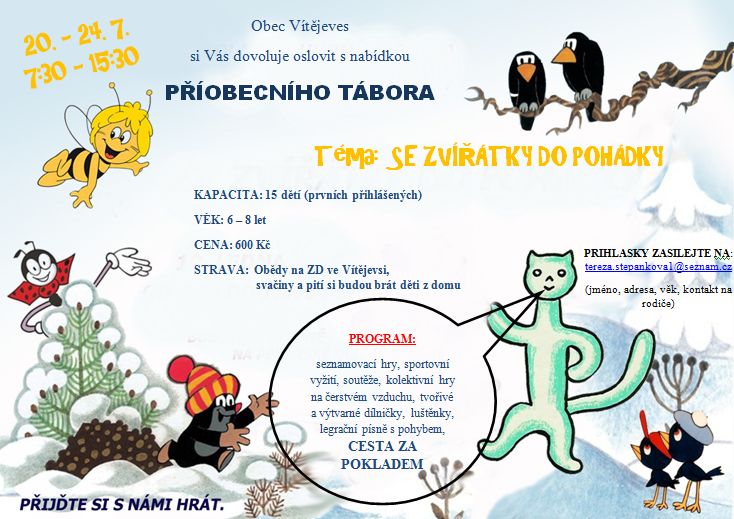 20. - 24. 7.
7:30 - 15:30
Obec Vítějeves
si Vás dovoluje oslovit s nabídkou
PŘÍOBECNÍHO TÁBORA
Téma: SE ZVÍŘÁTKY DO POHÁDKY
KAPACITA: 15 dětí (prvních přihlášených)
VĚK: 6 – 8 let
CENA: 600 Kč
STRAVA: Obědy na ZD ve Vítějevsi,
svačiny a pití si budou brát děti z domu
PRIHLASKY ZASILEJTE NA:
tereza.stepankova1@seznam.cz
(jméno, adresa, věk, kontakt na
rodiče)
PROGRAM:
seznamovací hry, sportovní
vyžití, soutěže, kolektivní hry
na čerstvém vzduchu, tvořivé
a výtvarné dílničky, luštěnky,
legrační písně s pohybem,
CESTA ZA
POKLADEM
PŘIJĎTE SI S NÁMI HRÁT.